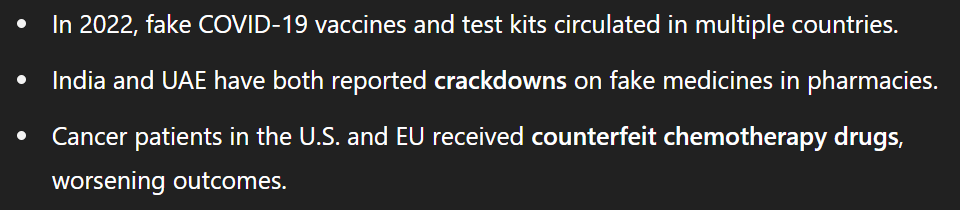 • In 2022, fake COVID-19 vaccines and test kits circulated in multiple countries.
• India and UAE have both reported crackdowns on fake medicines in pharmacies.
• Cancer patients in the U.S. and EU received counterfeit chemotherapy drugs,
worsening outcomes.